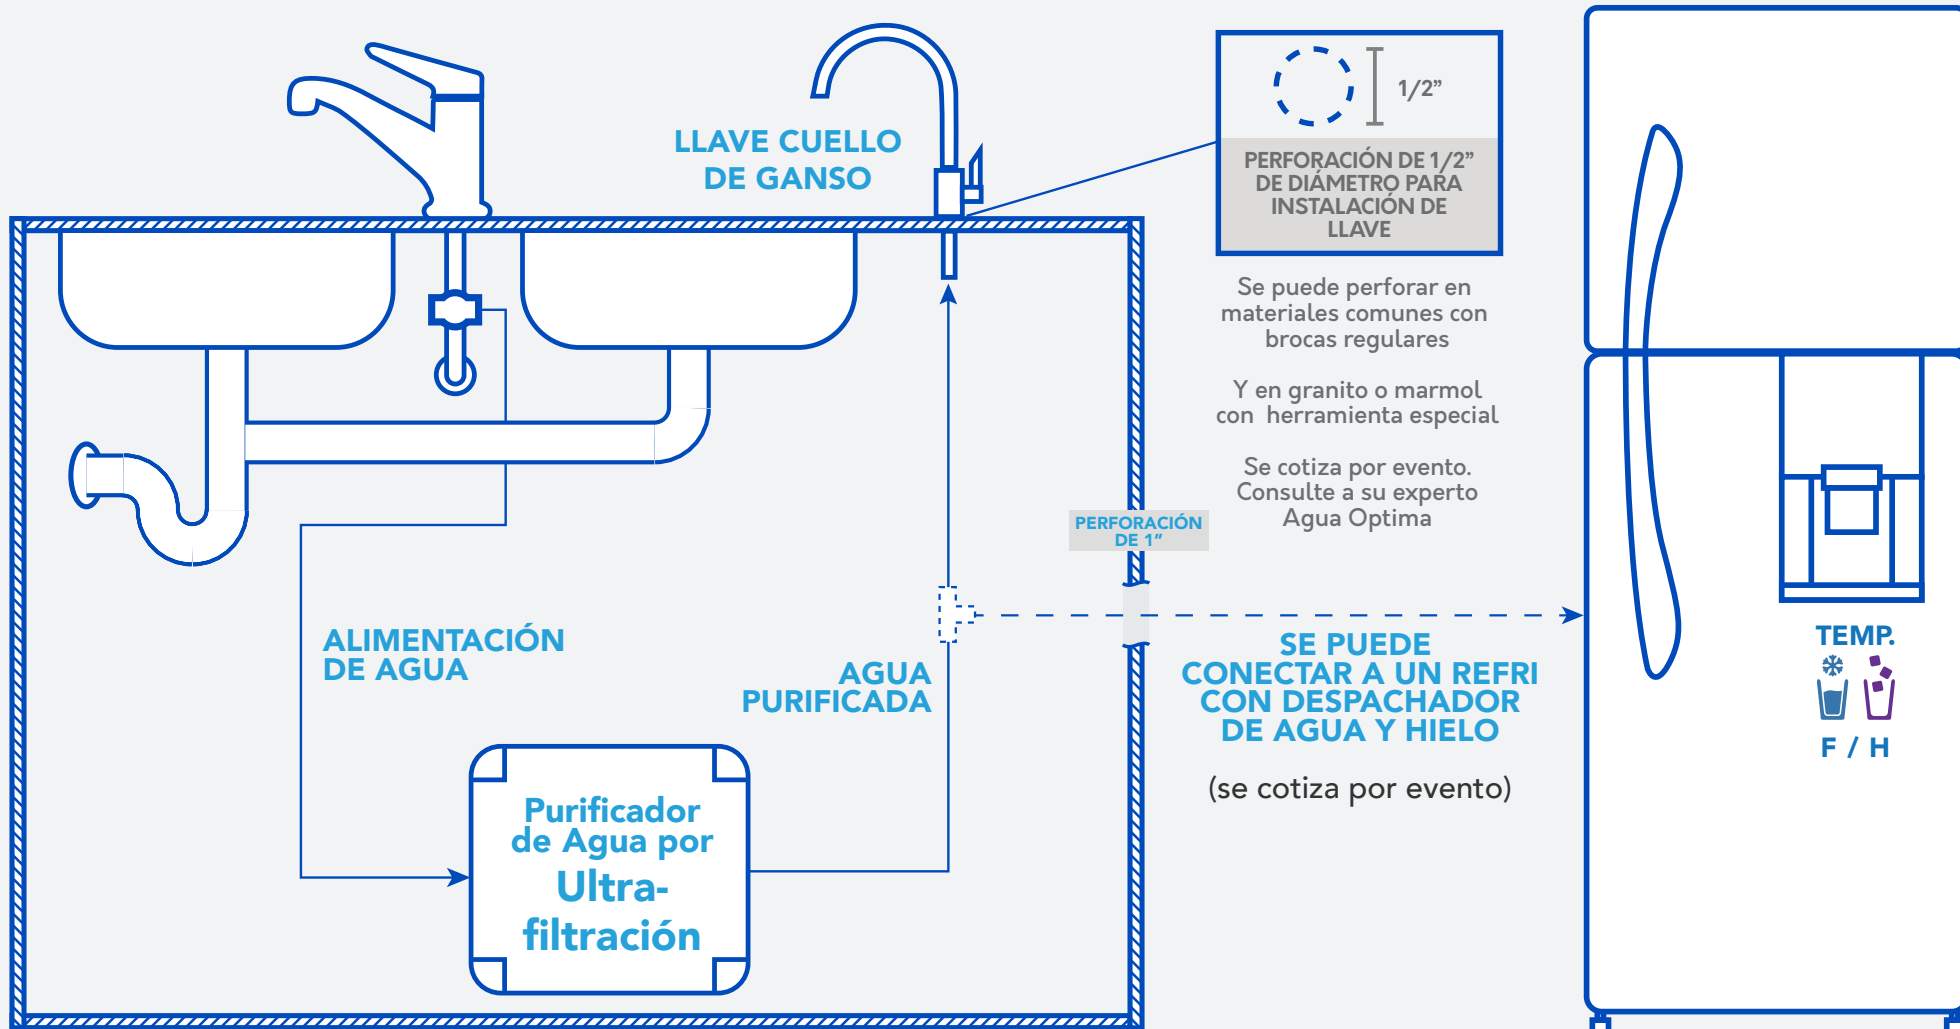 LLAVE CUELLO
DE GANSO
1/2”
PERFORACIÓN DE 1/2”
DE DIÁMETRO PARA
INSTALACIÓN DE
LLAVE
Se puede perforar en
materiales comunes con
brocas regulares
Y en granito o marmol
con herramienta especial
Se cotiza por evento.
Consulte a su experto
Agua Optima
PERFORACIÓN
DE 1”
ALIMENTACIÓN
DE AGUA
AGUA
PURIFICADA
SE PUEDE
CONECTAR A UN REFRI
CON DESPACHADOR
DE AGUA Y HIELO
(se cotiza por evento)
TEMP.
F / H
Purificador
de Agua por
Ultra-
filtración